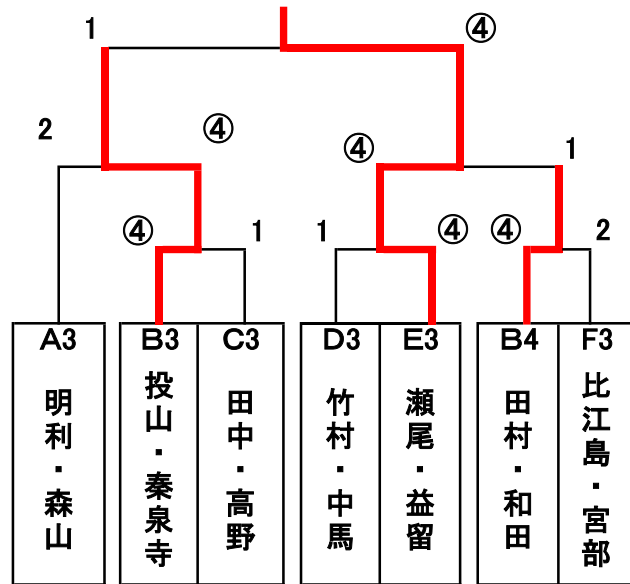 1 ④
2 ④ ④ 1
④ 1 1 ④ ④ 2
A3 B3 C3 D3 E3 B4 F3
明利・森山
投山・秦泉寺
田中・高野
竹村・中馬
瀬尾・益留
田村・和田
比江島・宮部